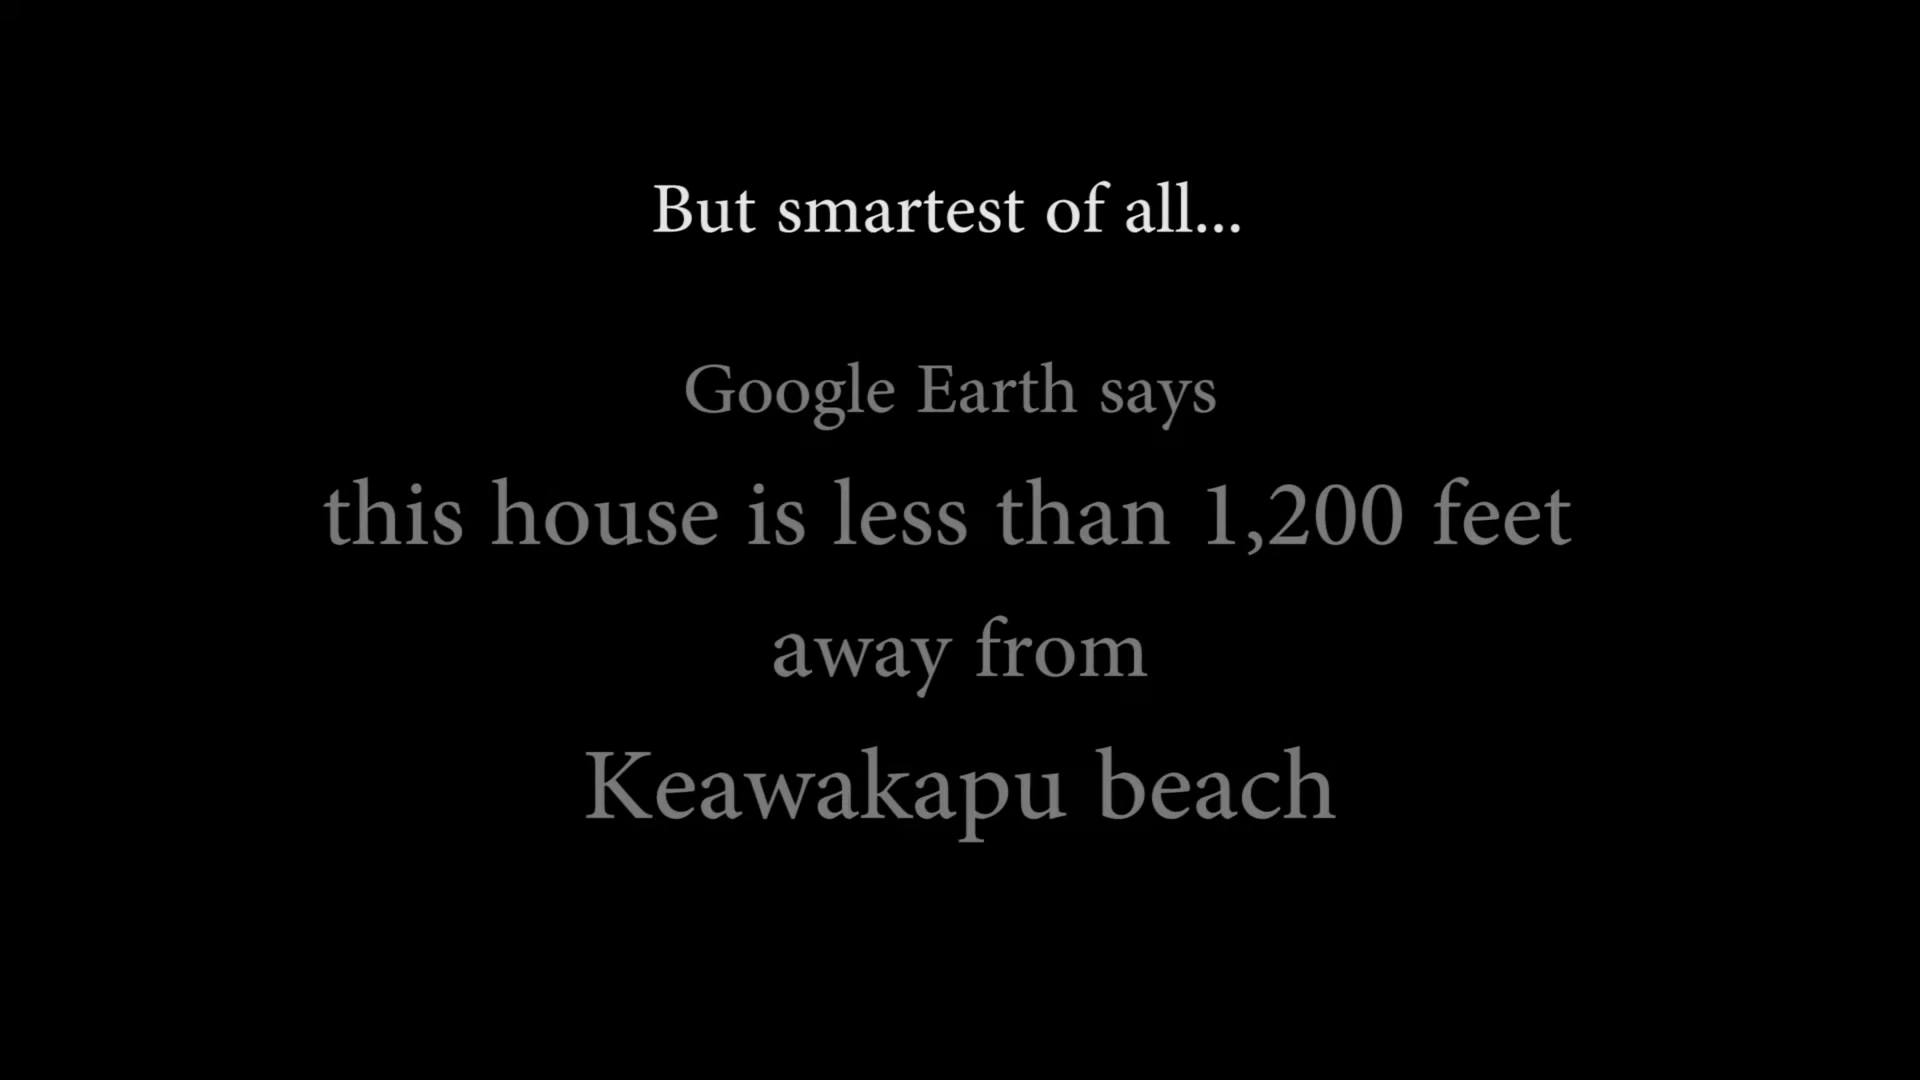 But smartest of all...
Google Earth says
this house is less than 1,200 feet
away from
Keawakapu beach